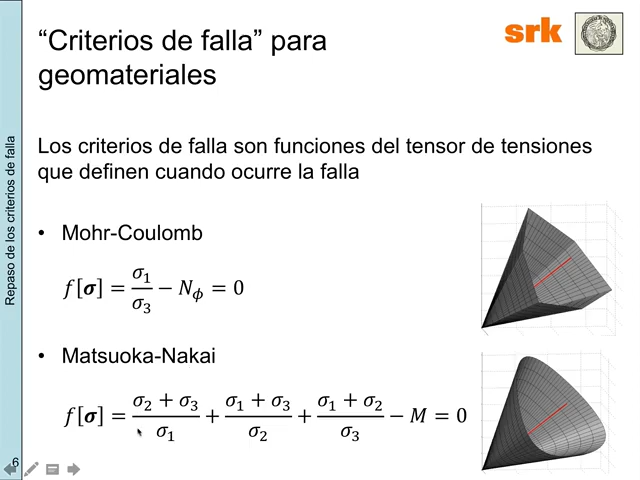 “Criterios de falla” para
geomateriales
srk
Repaso de los criterios de falla
Los criterios de falla son funciones del tensor de tensiones
que definen cuando ocurre la falla
• Mohr-Coulomb
f[σ] = σ₁/σ₃ − N_ϕ = 0
• Matsuoka-Nakai
f[σ] = (σ₂ + σ₃)/σ₁ + (σ₁ + σ₃)/σ₂ + (σ₁ + σ₂)/σ₃ − M = 0
6